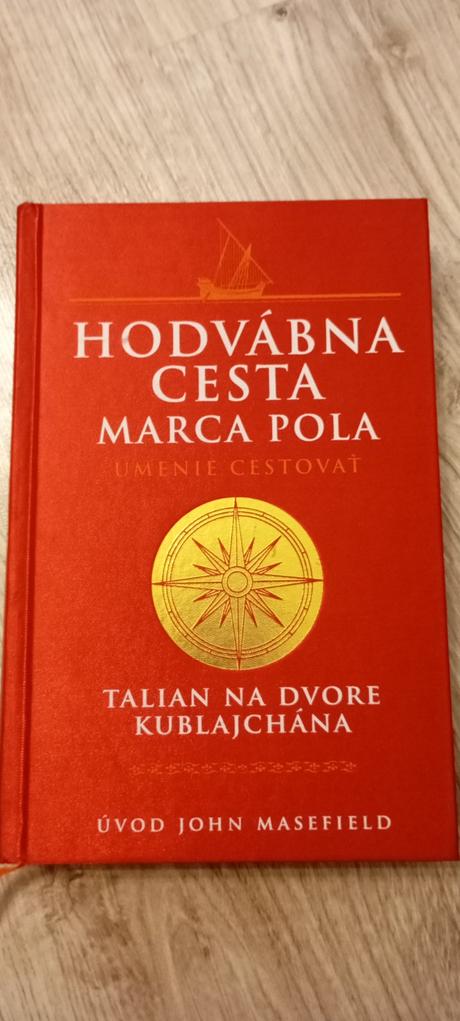 HODVÁBNA
CESTA
MARCA POLA
UMENIE CESTOVAŤ
TALIAN NA DVORE
KUBLAJCHÁNA
ÚVOD JOHN MASEFIELD